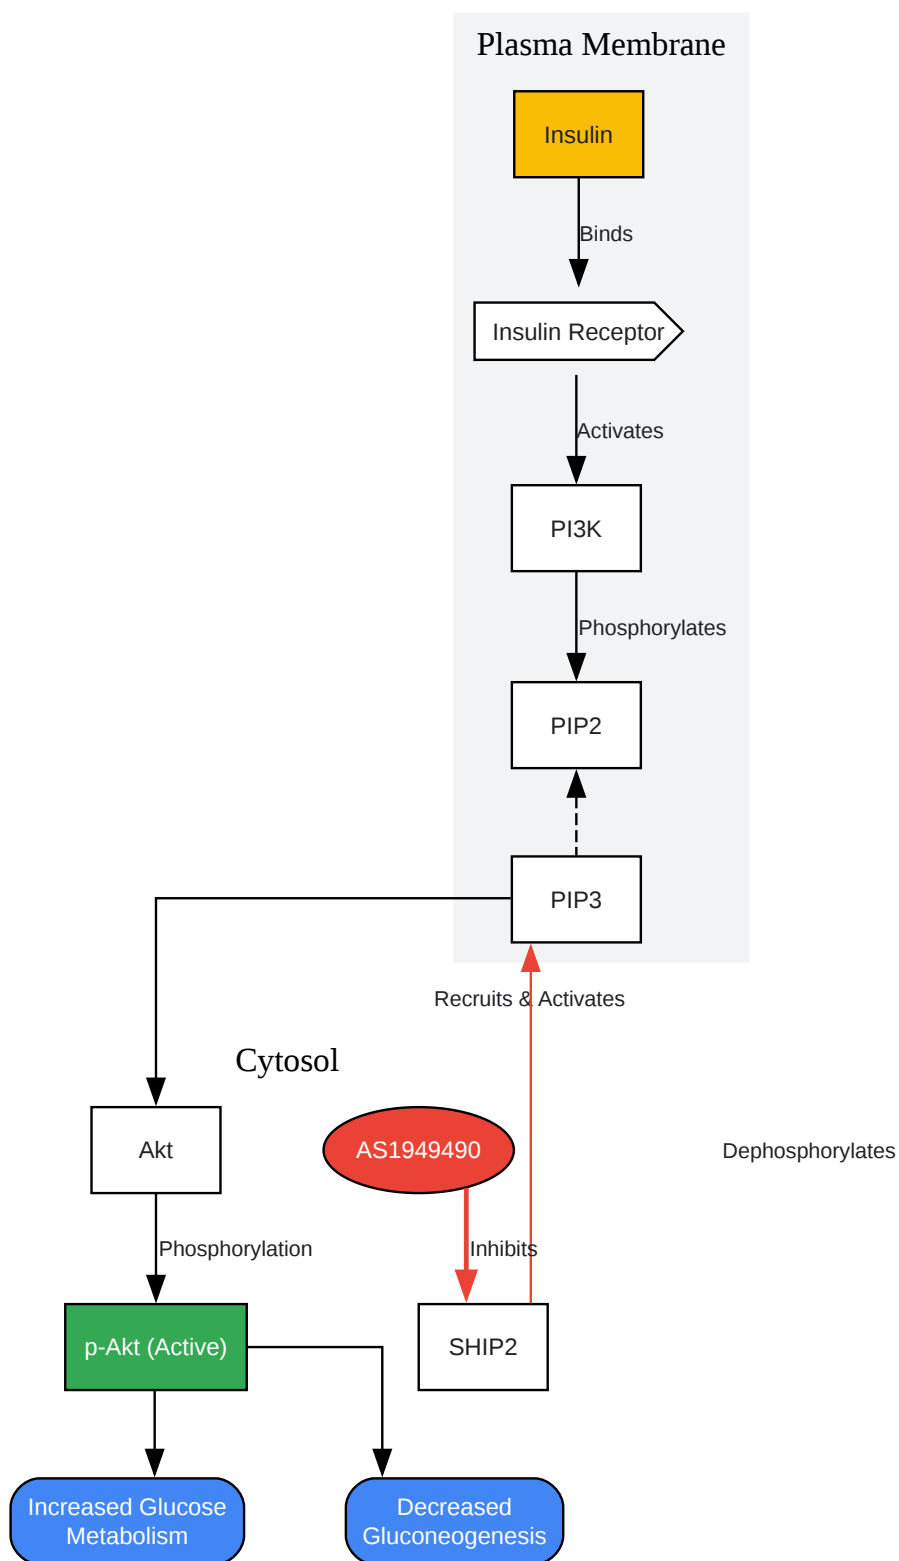 Plasma Membrane
Insulin
Binds
Insulin Receptor
Activates
PI3K
Phosphorylates
PIP2
PIP3
Recruits & Activates
Cytosol
Akt
AS1949490
Dephosphorylates
Phosphorylation
Inhibits
p-Akt (Active)
SHIP2
Increased Glucose
Metabolism
Decreased
Gluconeogenesis